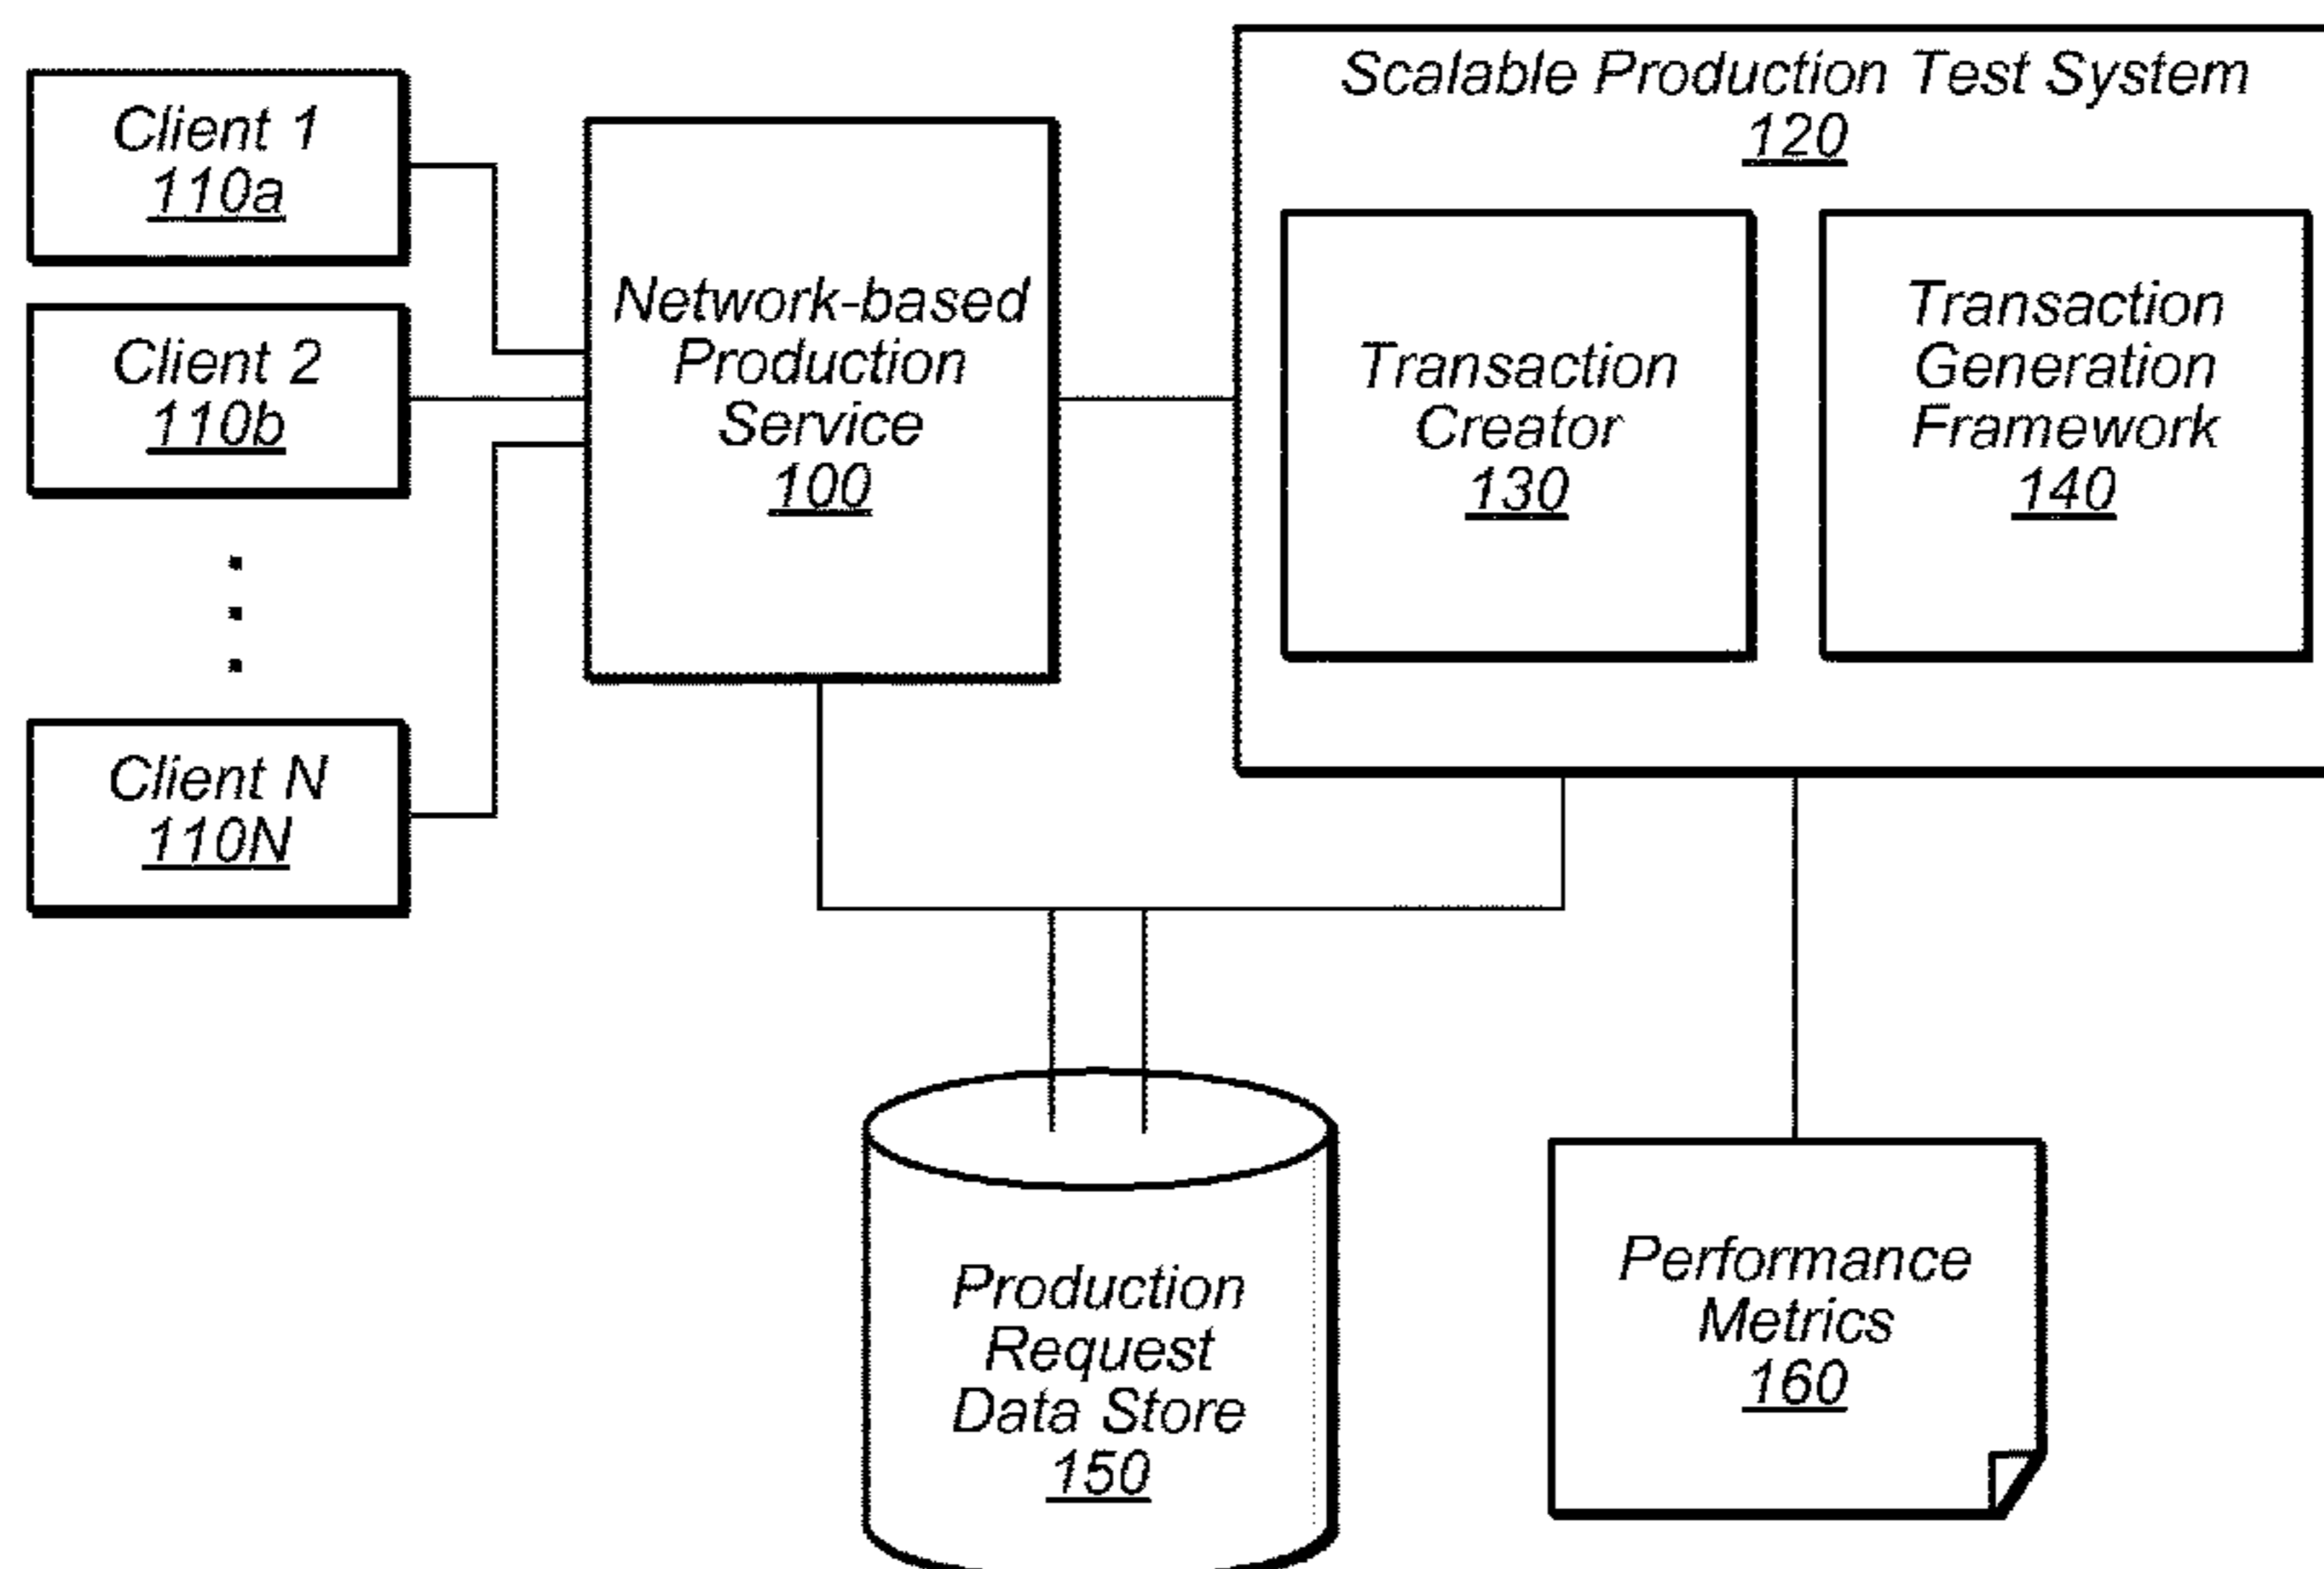 Client 1
110a
Client 2
110b
Client N
110N
Network-based
Production
Service
100
Scalable Production Test System
120
Transaction
Creator
130
Transaction
Generation
Framework
140
Production
Request
Data Store
150
Performance
Metrics
160